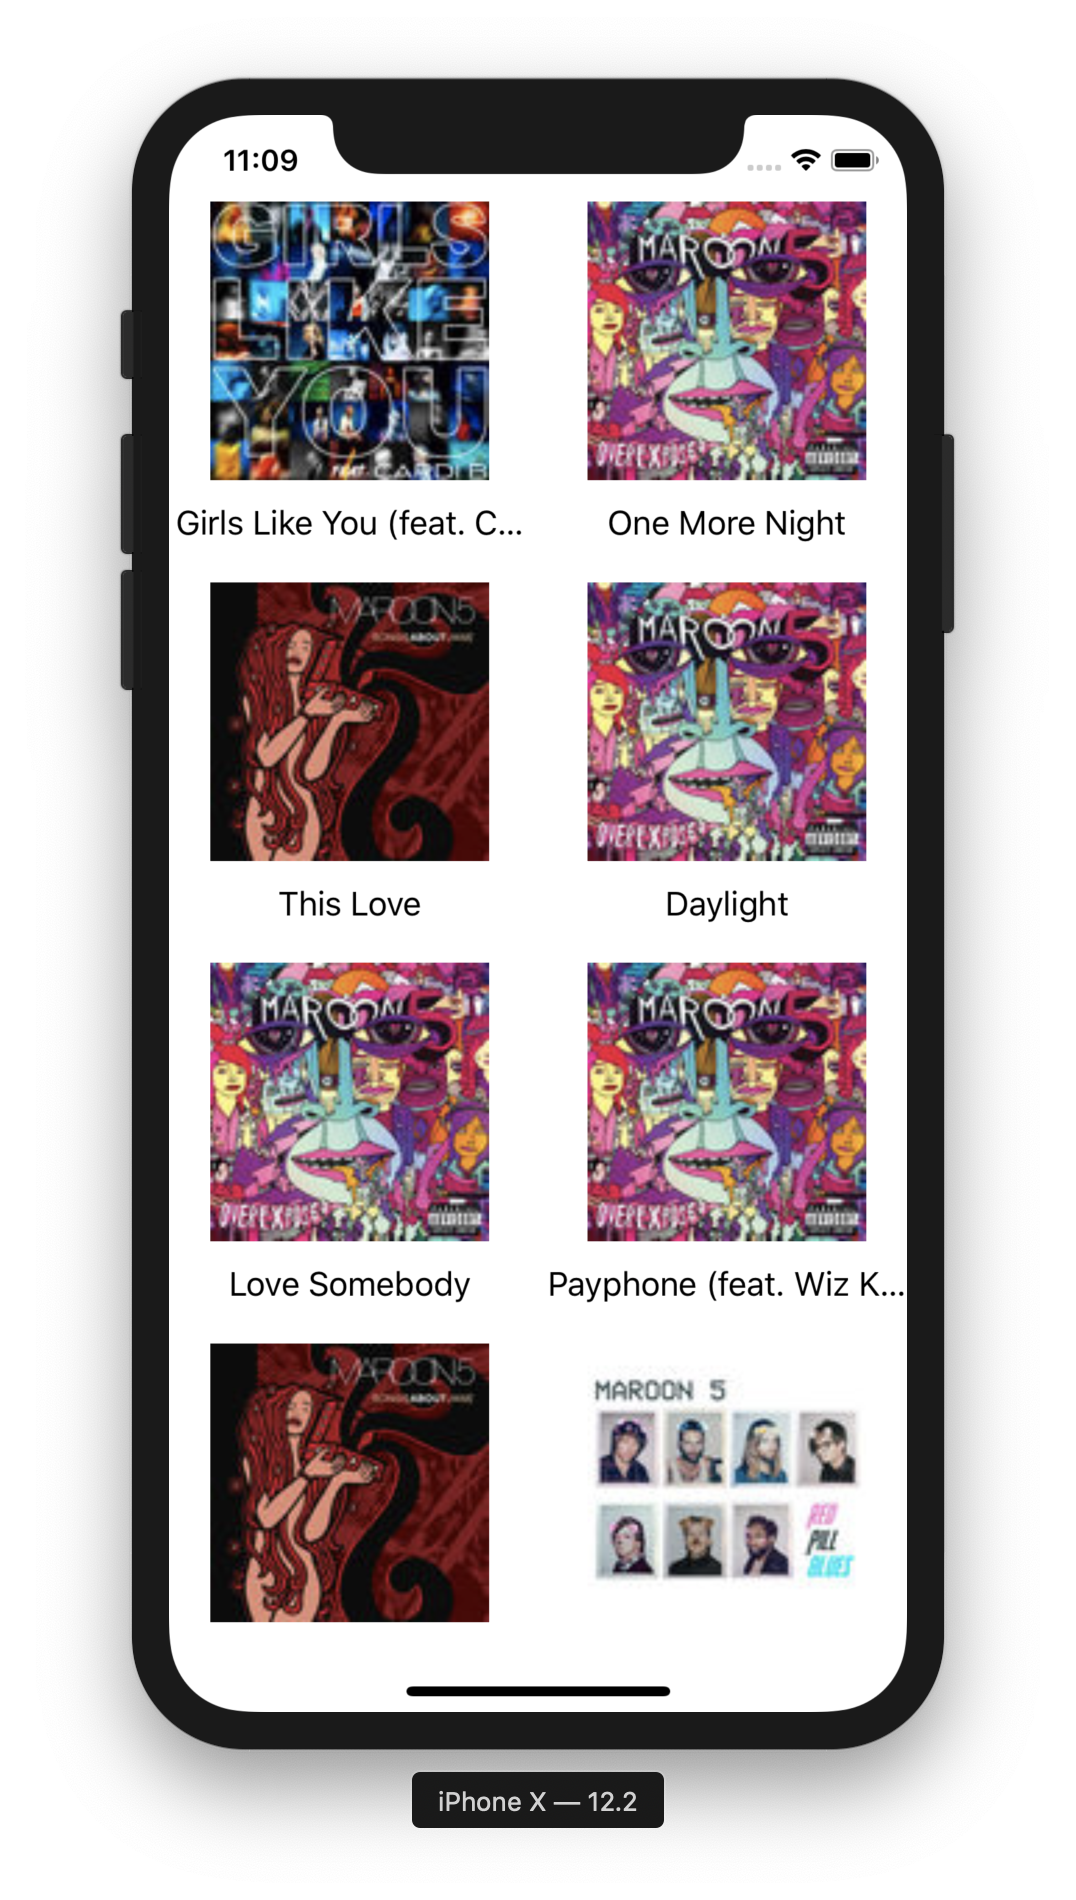 11:09
GIRLS
LIKE
YOU
FEAT. CARDI B
MAROON 5
OVEREXPOSED
Girls Like You (feat. C...
One More Night
MAROON5
SONGS ABOUT JANE
MAROON 5
OVEREXPOSED
This Love
Daylight
MAROON 5
OVEREXPOSED
MAROON 5
OVEREXPOSED
Love Somebody
Payphone (feat. Wiz K...
MAROON5
SONGS ABOUT JANE
MAROON 5
RED
PILL
BLUES
iPhone X — 12.2